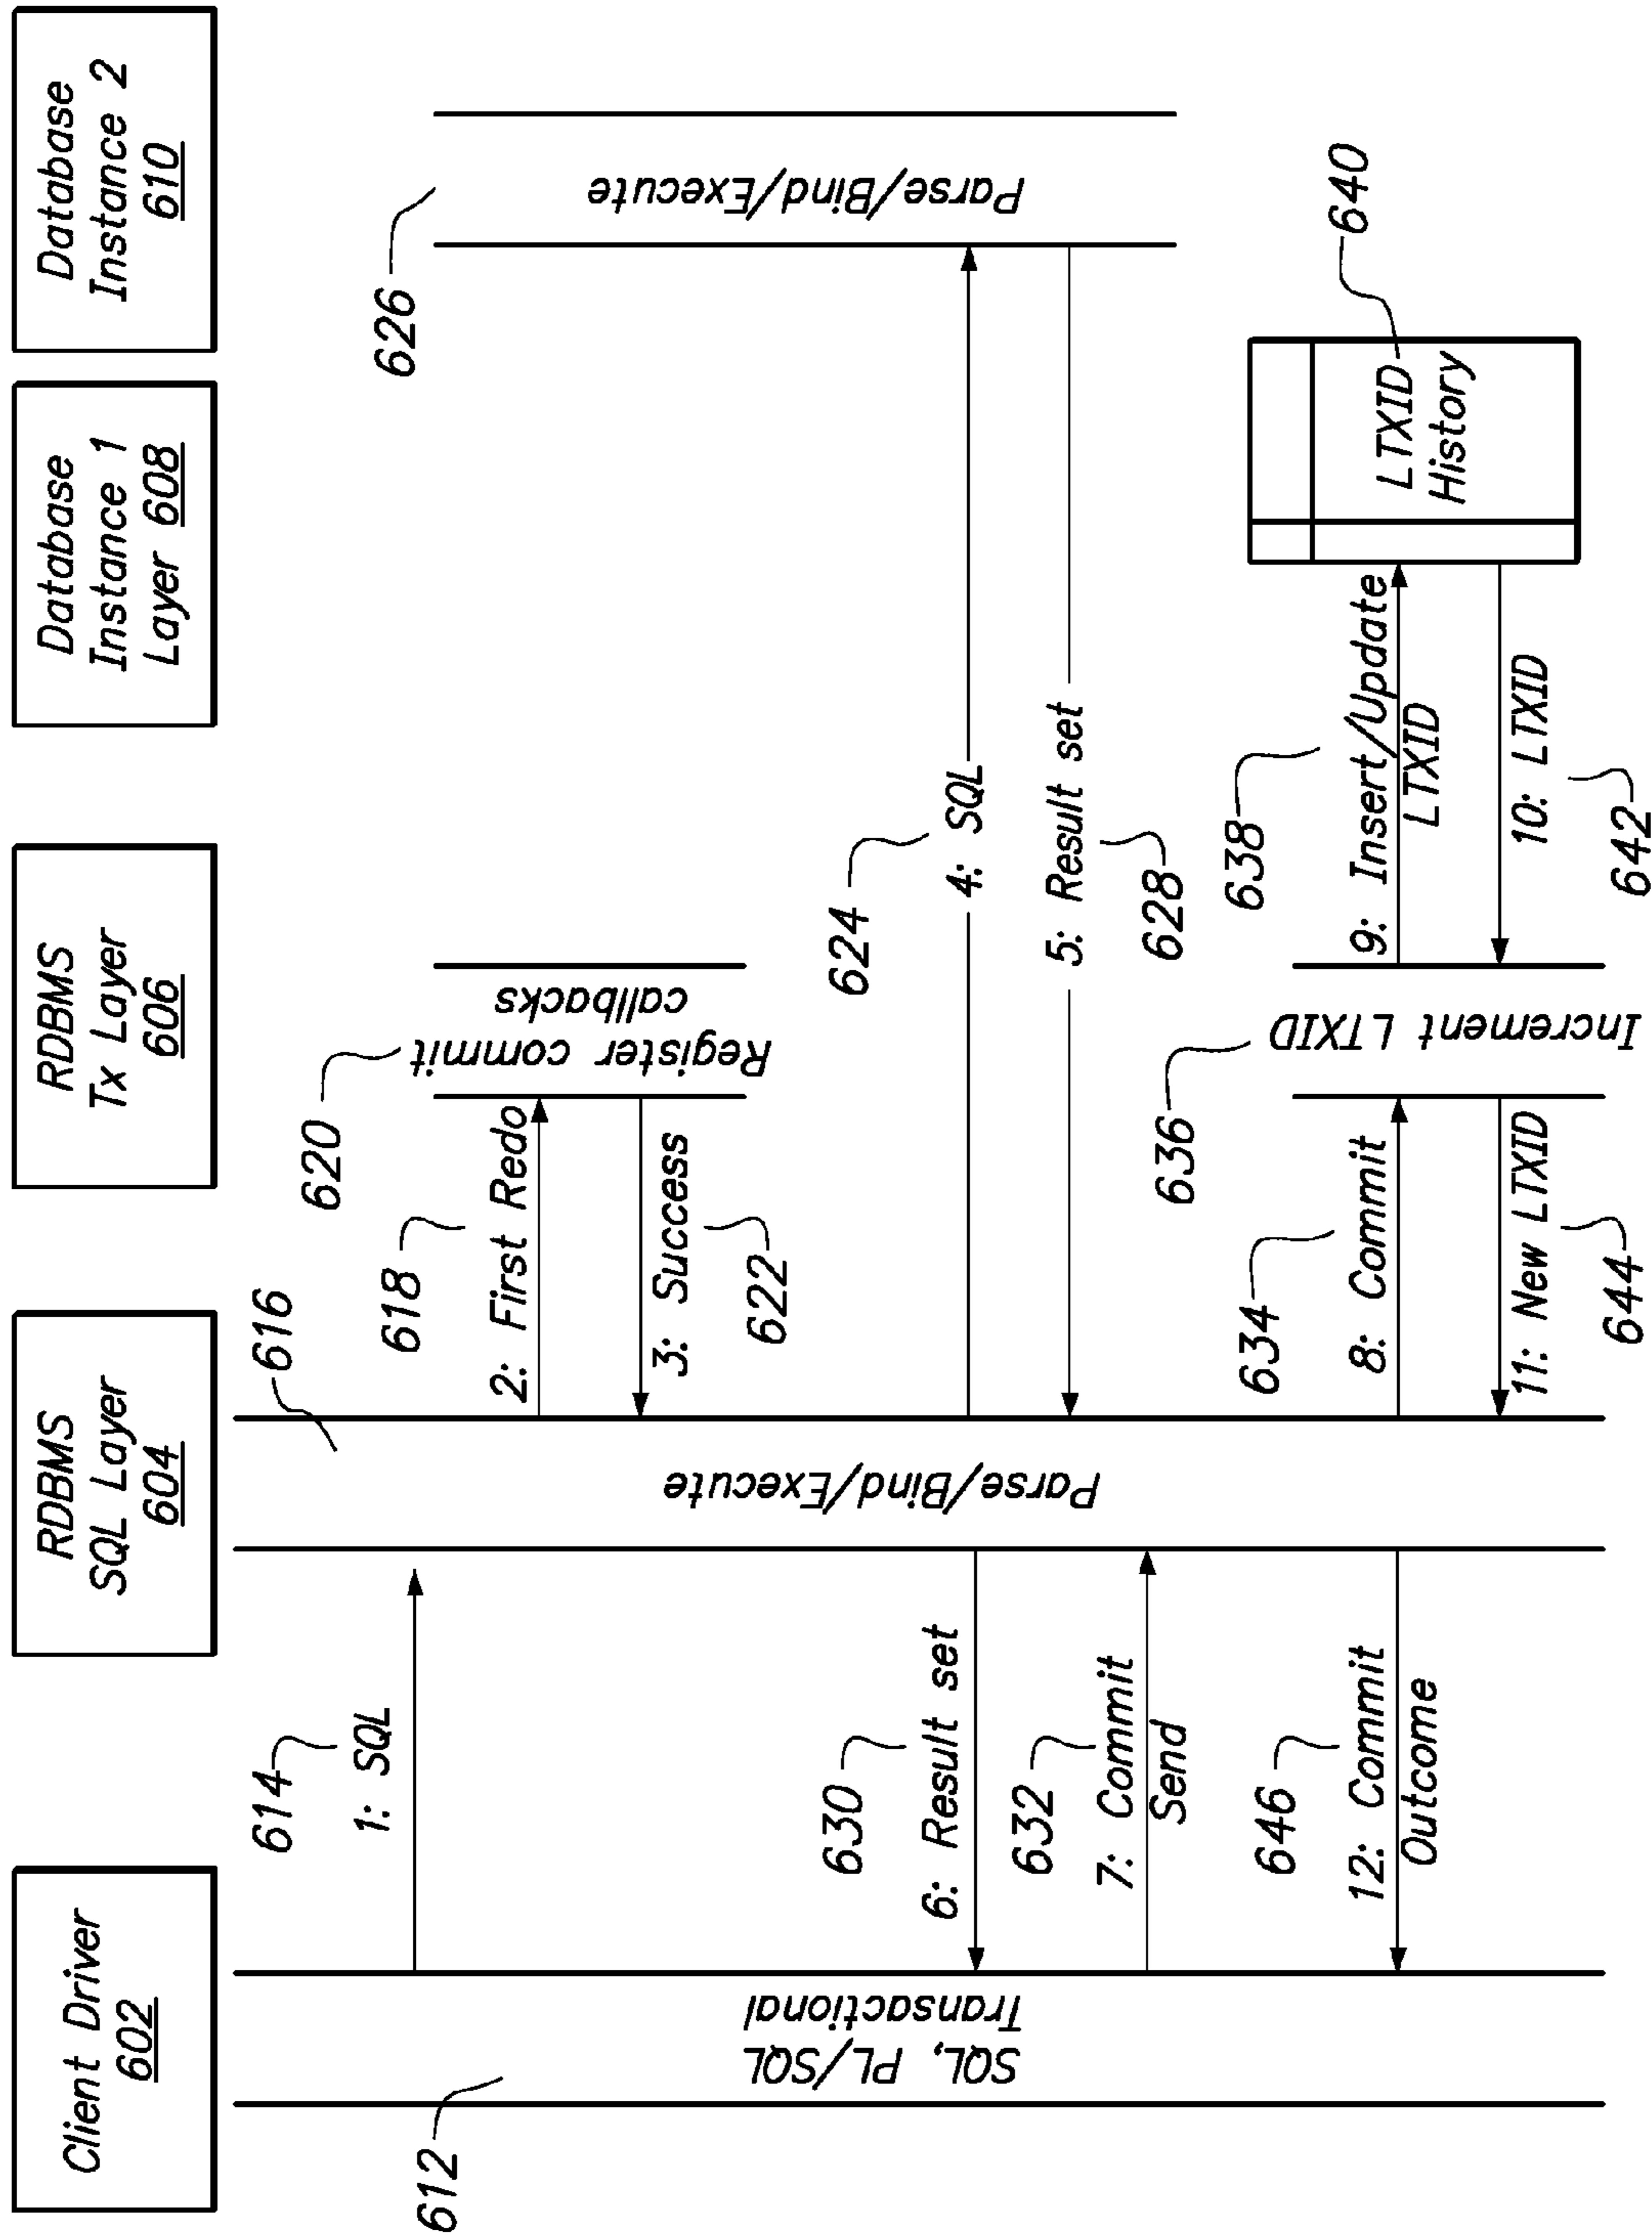 Client Driver
602
RDBMS
SQL Layer
604
RDBMS
Tx Layer
606
Database
Instance 1
Layer 608
Database
Instance 2
610
612
SQL, PL/SQL
Transactional
614
1: SQL
616
Parse/Bind/Execute
618
2: First Redo
620
Register commit
callbacks
3: Success
622
624
4: SQL
626
Parse/Bind/Execute
5: Result set
628
630
6: Result set
632
7: Commit
Send
634
8: Commit
636
Increment LTXID
638
9: Insert/Update
LTXID
640
LTXID
History
10: LTXID
642
11: New LTXID
644
646
12: Commit
Outcome